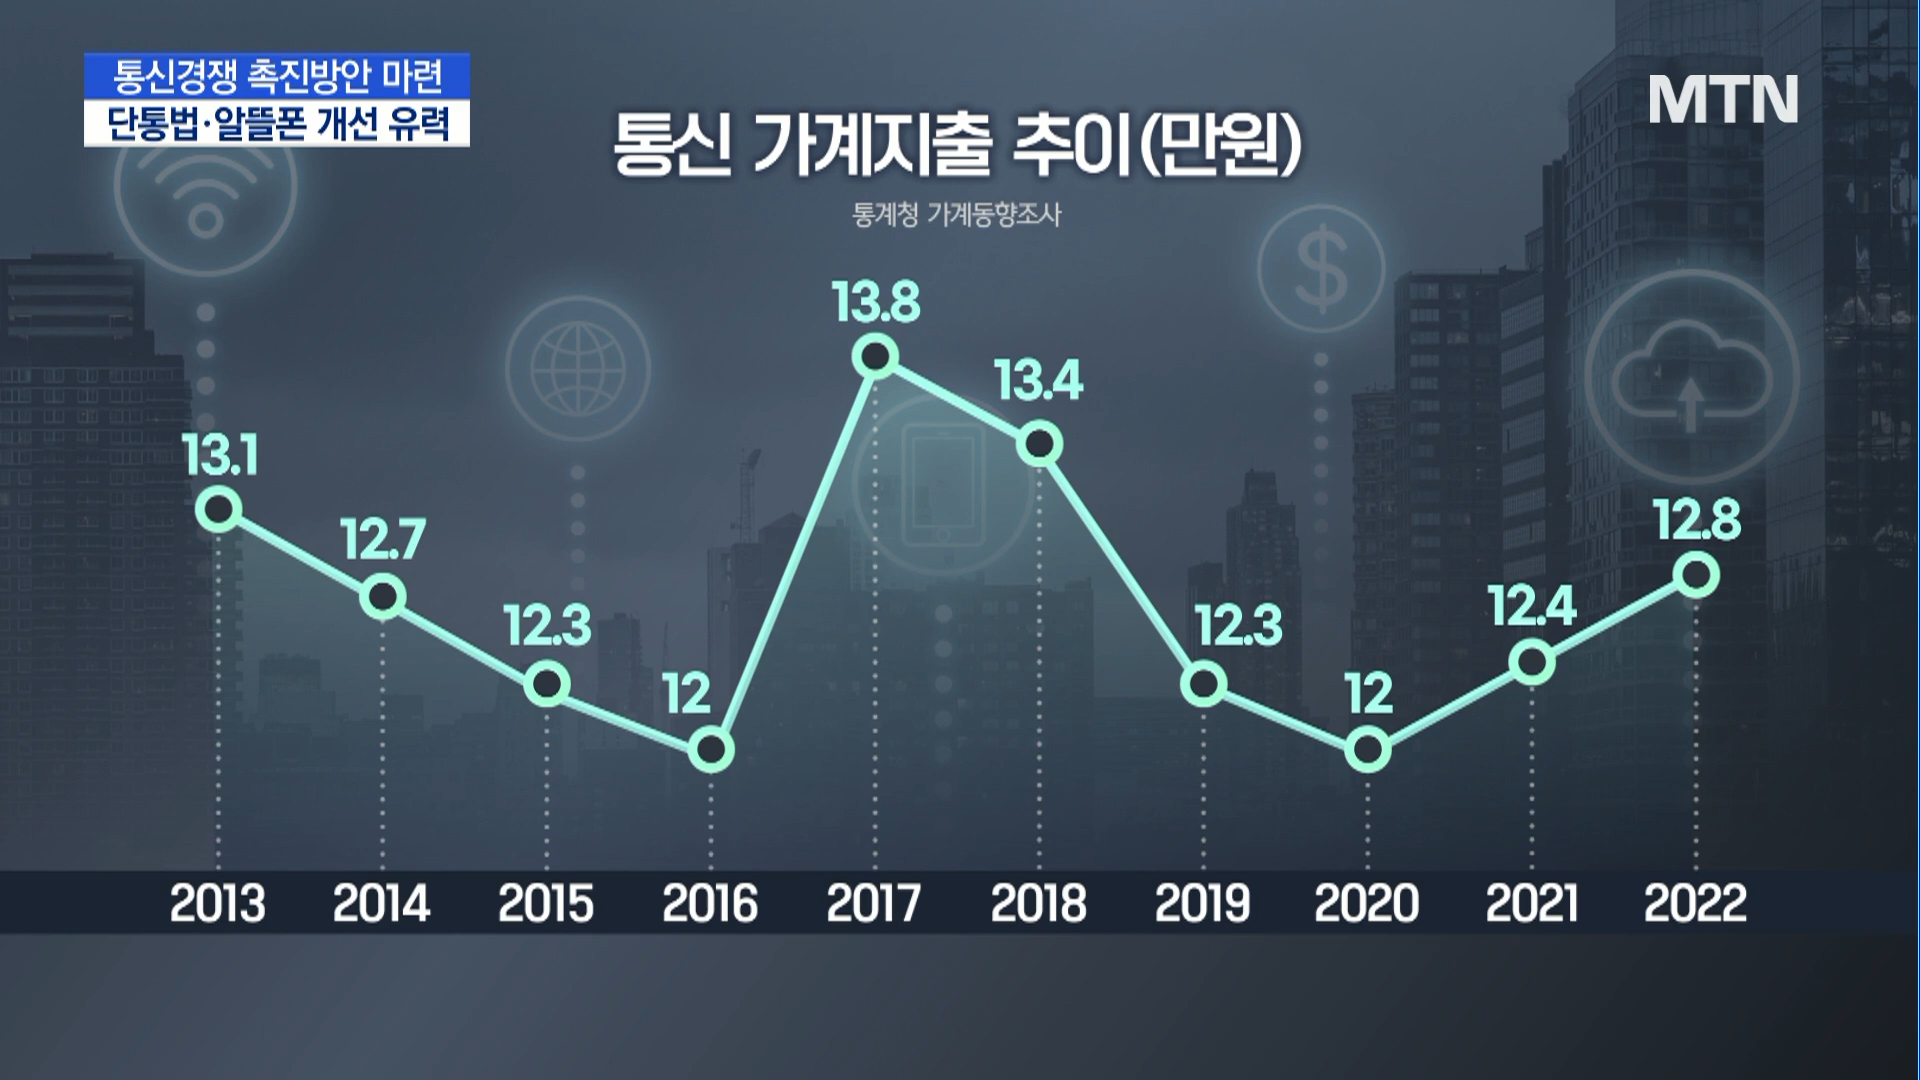 통신경쟁 촉진방안 마련
단통법·알뜰폰 개선 유력
MTN
통신 가계지출 추이(만원)
통계청 가계동향조사
13.1
12.7
12.3
12
13.8
13.4
12.3
12
12.4
12.8
2013 2014 2015 2016 2017 2018 2019 2020 2021 2022